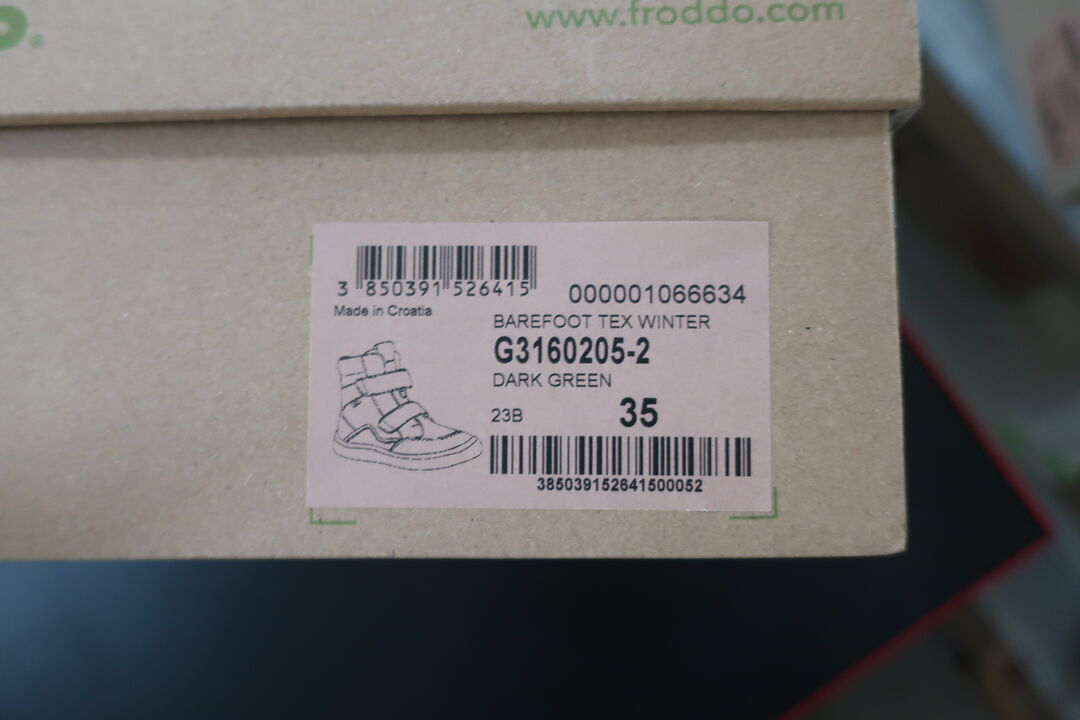 www.froddo.com
3 850391 526415
000001066634
Made in Croatia
BAREFOOT TEX WINTER
G3160205-2
DARK GREEN
23B 35
385039152641500052